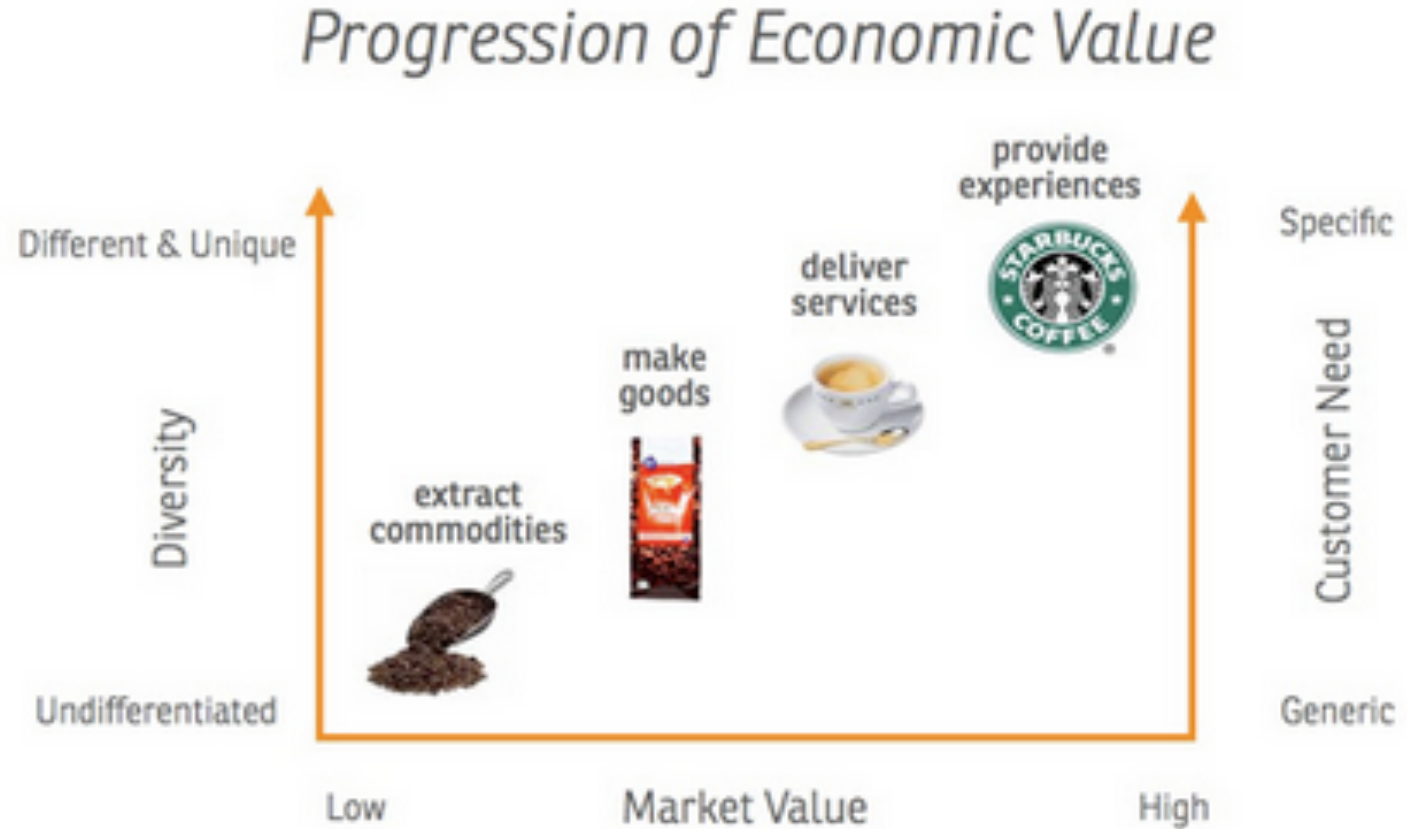 Progression of Economic Value
provide
experiences
Different & Unique
Specific
STARBUCKS
COFFEE
®
deliver
services
make
goods
Diversity
Customer Need
extract
commodities
Undifferentiated
Generic
Low
Market Value
High